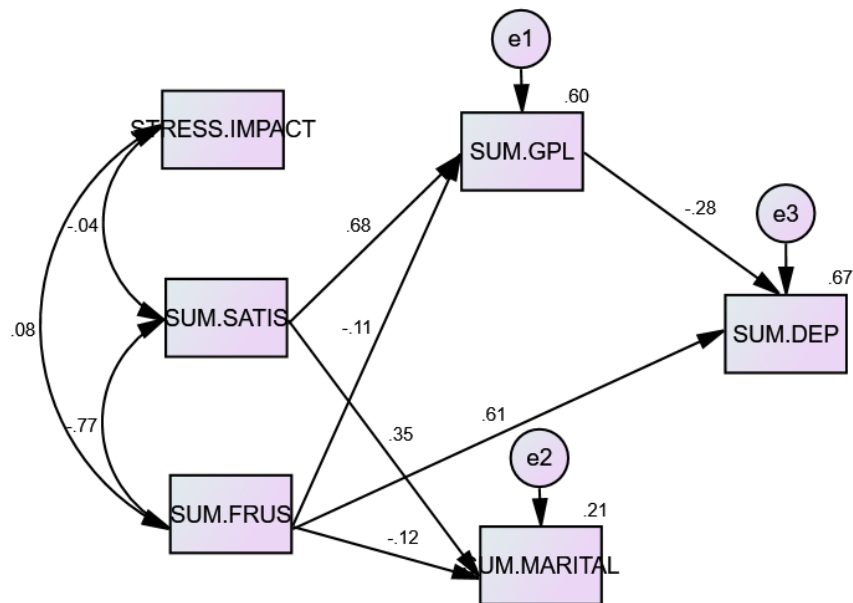 e1
.60
STRESS.IMPACT
SUM.GPL
-.04
.68
-.28
e3
.67
SUM.SATIS
.08
-.11
SUM.DEP
-.77
.61
.35
e2
SUM.FRUS
-.12
.21
SUM.MARITAL